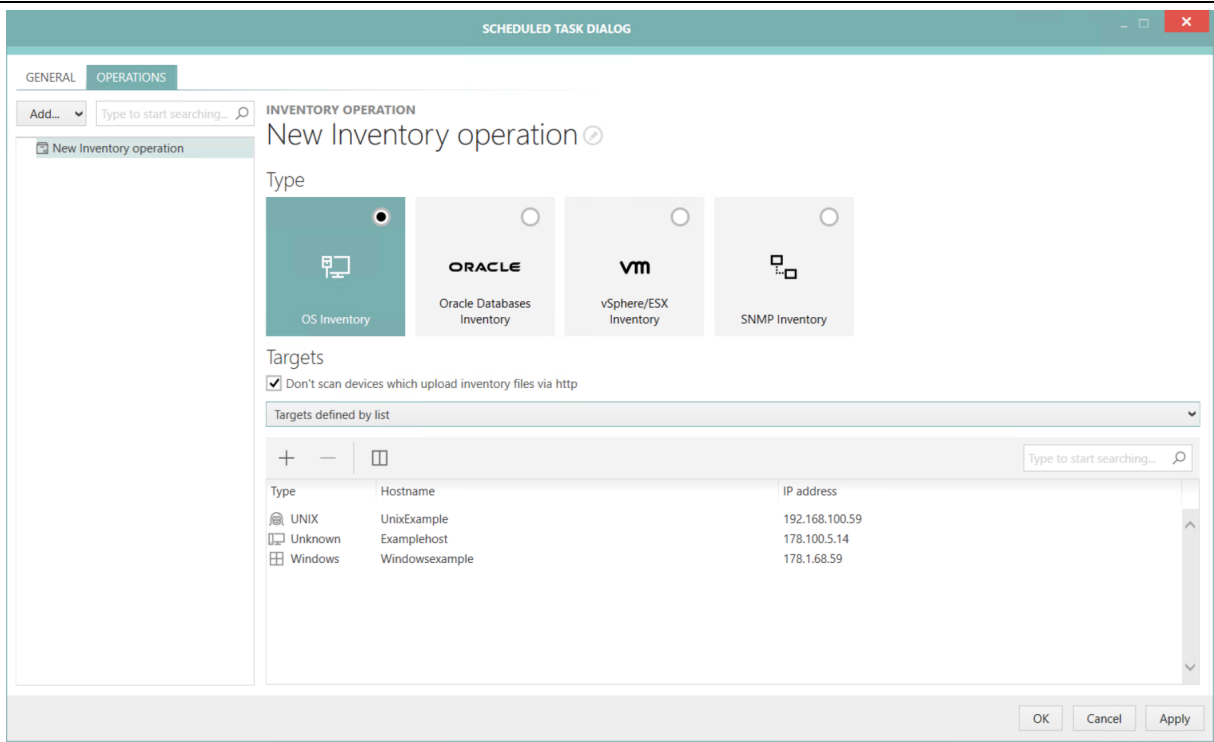 SCHEDULED TASK DIALOG
GENERAL OPERATIONS
Add... Type to start searching...
New Inventory operation
INVENTORY OPERATION
New Inventory operation
Type
OS Inventory
ORACLE
Oracle Databases
Inventory
vm
vSphere/ESX
Inventory
SNMP Inventory
Targets
Don't scan devices which upload inventory files via http
Targets defined by list
Type to start searching...
Type Hostname IP address
UNIX UnixExample 192.168.100.59
Unknown Examplehost 178.100.5.14
Windows Windowsexample 178.1.68.59
OK Cancel Apply